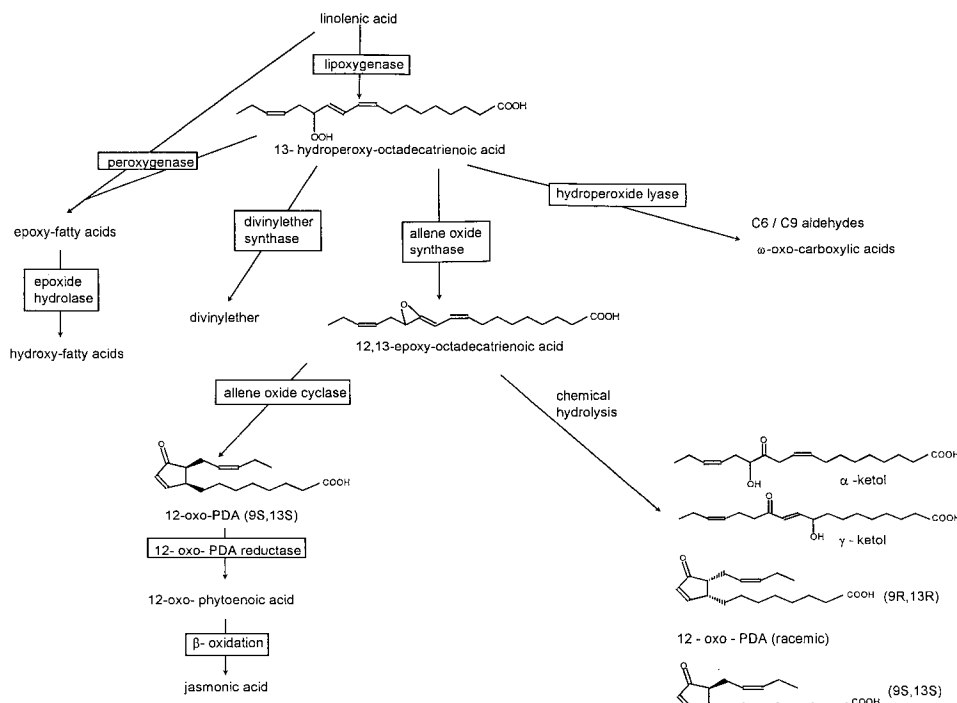 linolenic acid
lipoxygenase
COOH
OOH
13- hydroperoxy-octadecatrienoic acid
peroxygenase
hydroperoxide lyase
divinylether
synthase
allene oxide
synthase
C6 / C9 aldehydes
ω-oxo-carboxylic acids
epoxy-fatty acids
epoxide
hydrolase
divinylether
hydroxy-fatty acids
O
COOH
12,13-epoxy-octadecatrienoic acid
allene oxide cyclase
chemical
hydrolysis
O
COOH
12-oxo-PDA (9S,13S)
12- oxo- PDA reductase
12-oxo- phytoenoic acid
β- oxidation
jasmonic acid
O
COOH
OH
α -ketol
O
COOH
OH
γ - ketol
O
COOH (9R,13R)
12 - oxo - PDA (racemic)
O
(9S,13S)
COOH